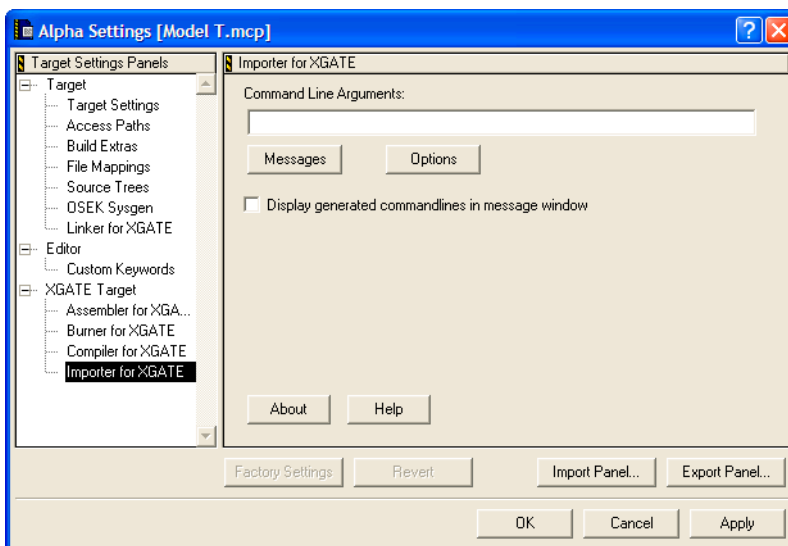 Alpha Settings [Model T.mcp]
Target Settings Panels
Target
Target Settings
Access Paths
Build Extras
File Mappings
Source Trees
OSEK Sysgen
Linker for XGATE
Editor
Custom Keywords
XGATE Target
Assembler for XGA...
Burner for XGATE
Compiler for XGATE
Importer for XGATE
Importer for XGATE
Command Line Arguments:
Messages Options
Display generated commandlines in message window
About Help
Factory Settings Revert Import Panel... Export Panel...
OK Cancel Apply